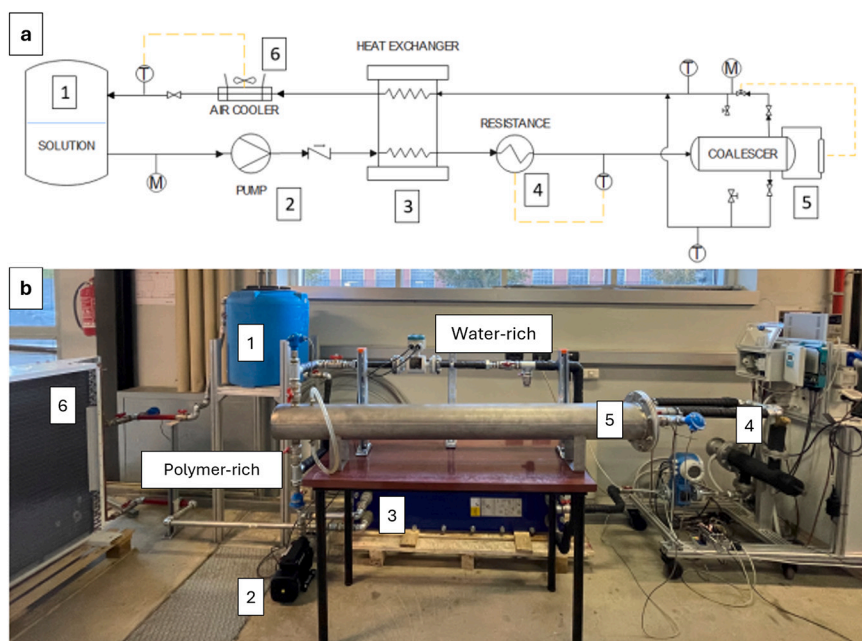 a
HEAT EXCHANGER
6
1
T
T
M
AIR COOLER
RESISTANCE
SOLUTION
COALESCER
M
PUMP
2
3
4
T
5
T
b
Water-rich
1
6
5
4
Polymer-rich
3
2